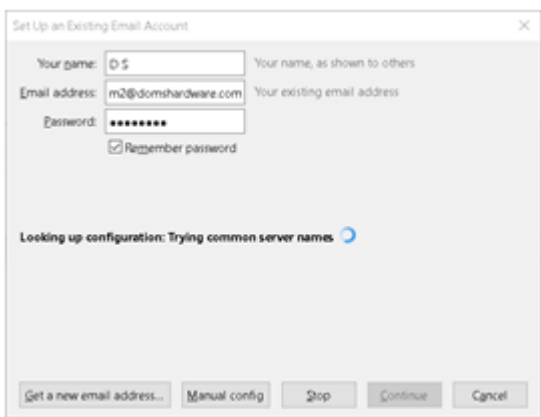 Set Up an Existing Email Account
Your name: D S Your name, as shown to others
Email address: m2@domshardware.com Your existing email address
Password: ••••••••
Remember password
Looking up configuration: Trying common server names
Get a new email address... Manual config Stop Continue Cancel